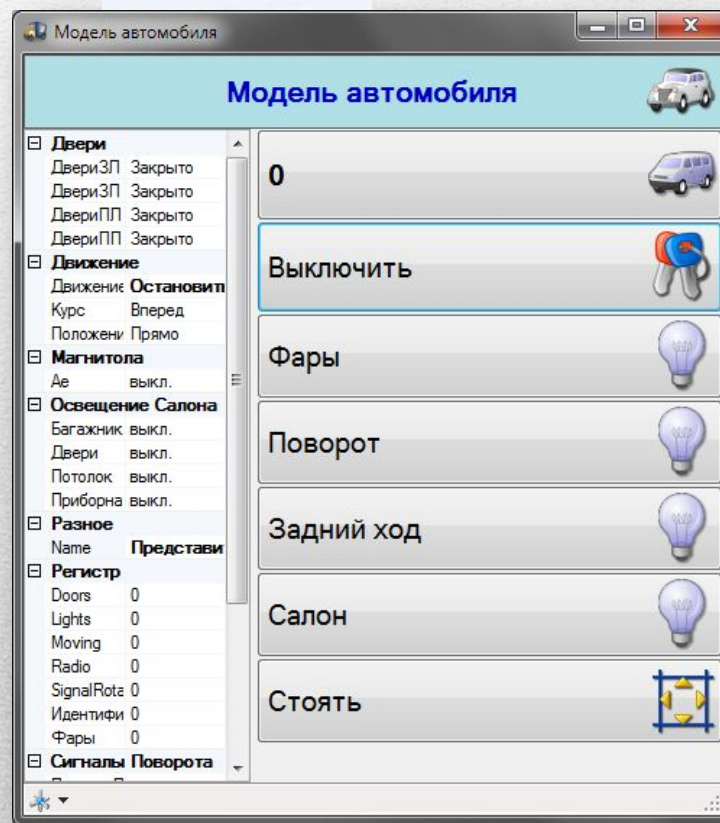 Модель автомобиля
Модель автомобиля
Двери
ДвериЗЛ Закрыто
ДвериЗП Закрыто
ДвериПЛ Закрыто
ДвериПП Закрыто
Движение
Движение Остановит
Курс Вперед
Положени Прямо
Магнитола
Ае выкл.
Освещение Салона
Багажник выкл.
Двери выкл.
Потолок выкл.
Приборна выкл.
Разное
Name Представи
Регистр
Doors 0
Lights 0
Moving 0
Radio 0
SignalRota 0
Идентифи 0
Фары 0
Сигналы Поворота
0
Выключить
Фары
Поворот
Задний ход
Салон
Стоять